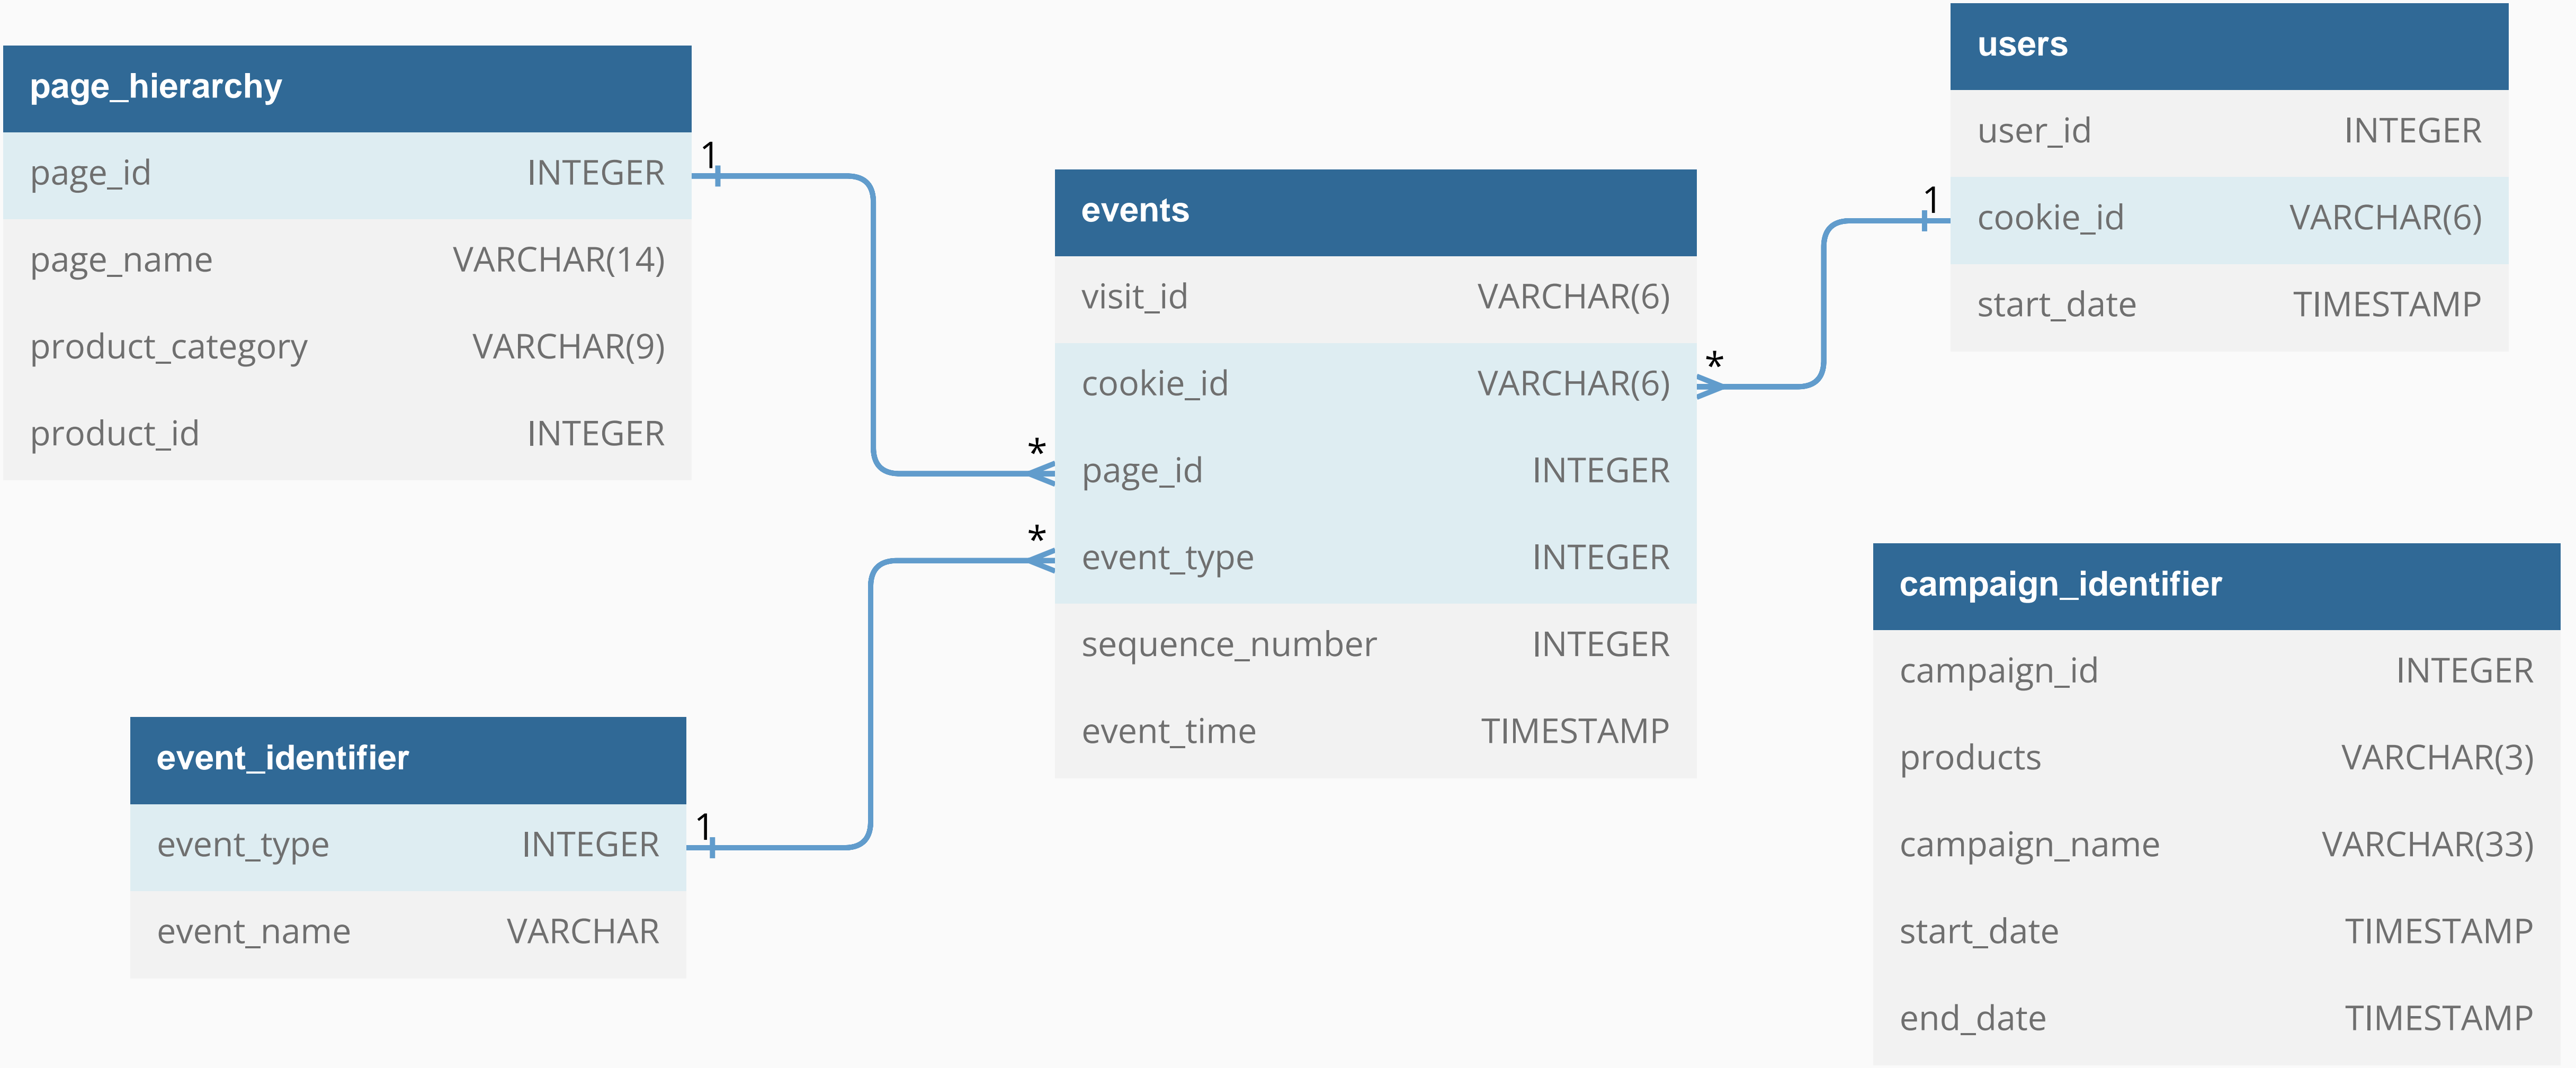 page_hierarchy
page_id INTEGER
page_name VARCHAR(14)
product_category VARCHAR(9)
product_id INTEGER
1
*
events
visit_id VARCHAR(6)
cookie_id VARCHAR(6)
page_id INTEGER
event_type INTEGER
sequence_number INTEGER
event_time TIMESTAMP
*
1
users
user_id INTEGER
cookie_id VARCHAR(6)
start_date TIMESTAMP
event_identifier
event_type INTEGER
event_name VARCHAR
1
*
campaign_identifier
campaign_id INTEGER
products VARCHAR(3)
campaign_name VARCHAR(33)
start_date TIMESTAMP
end_date TIMESTAMP